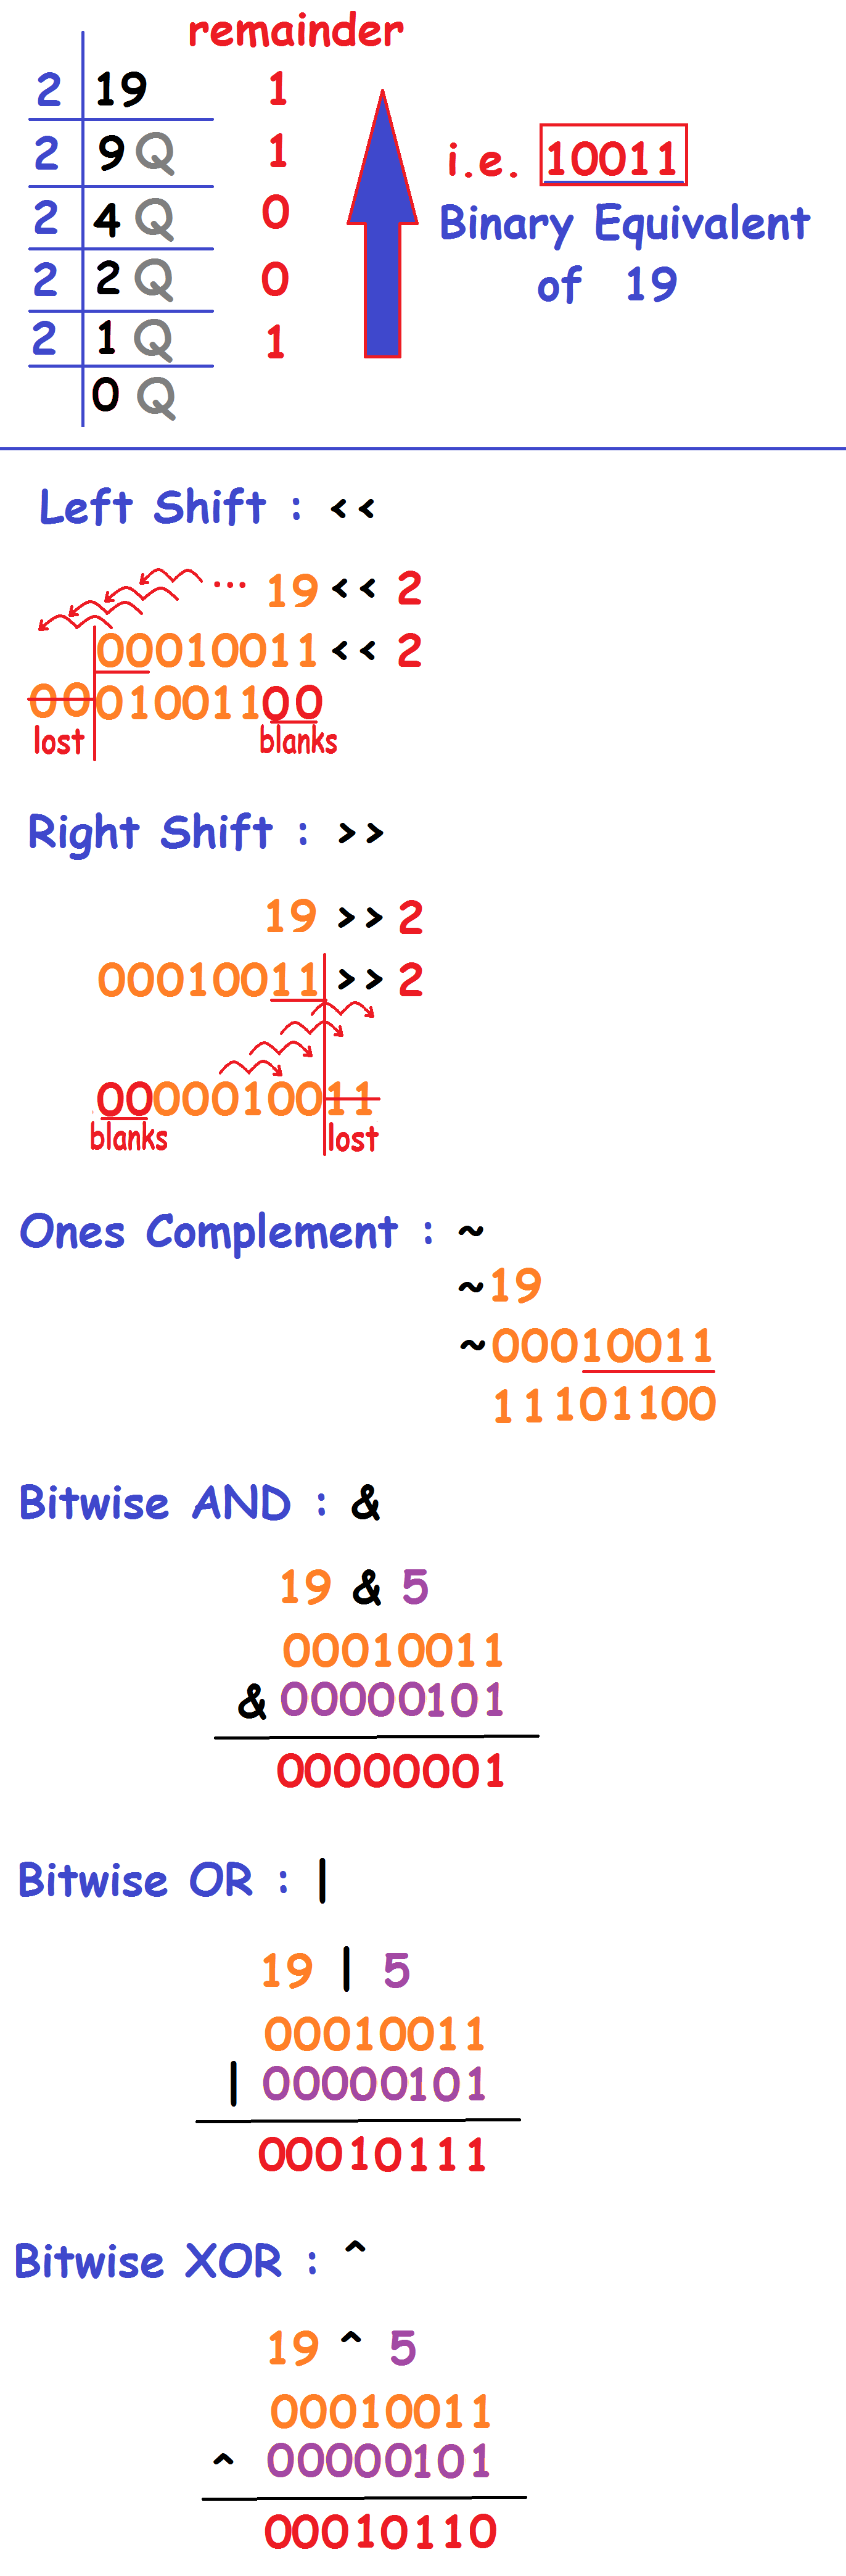 remainder
2 19 1
2 9 Q 1
2 4 Q 0
2 2 Q 0
2 1 Q 1
0 Q
i.e. 10011
Binary Equivalent
of 19
Left Shift : <<
... 19 << 2
00010011 << 2
0001001100
lost blanks
Right Shift : >>
19 >> 2
00010011 >> 2
0000010011
blanks lost
Ones Complement : ~
~19
~00010011
11101100
Bitwise AND : &
19 & 5
00010011
&00000101
00000001
Bitwise OR : |
19 | 5
00010011
| 00000101
00010111
Bitwise XOR : ^
19 ^ 5
00010011
^ 00000101
00010110